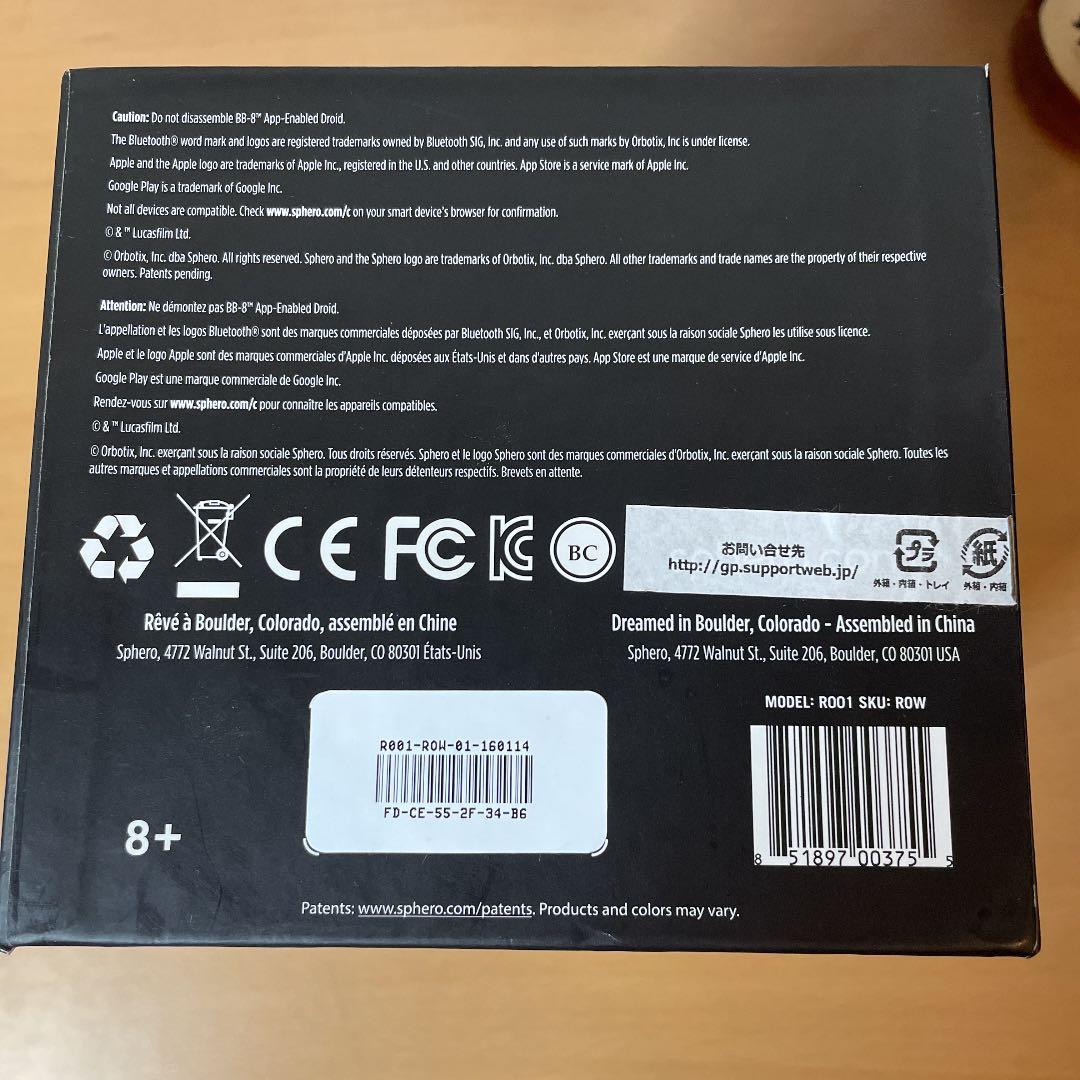 Caution: Do not disassemble BB-8™ App-Enabled Droid.
The Bluetooth® word mark and logos are registered trademarks owned by Bluetooth SIG, Inc. and any use of such marks by Orbotix, Inc is under license.
Apple and the Apple logo are trademarks of Apple Inc., registered in the U.S. and other countries. App Store is a service mark of Apple Inc.
Google Play is a trademark of Google Inc.
Not all devices are compatible. Check www.sphero.com/c on your smart device's browser for confirmation.
© & ™ Lucasfilm Ltd.
© Orbotix, Inc. dba Sphero. All rights reserved. Sphero and the Sphero logo are trademarks of Orbotix, Inc. dba Sphero. All other trademarks and trade names are the property of their respective
owners. Patents pending.
Attention: Ne démontez pas BB-8™ App-Enabled Droid.
L'appellation et les logos Bluetooth® sont des marques commerciales déposées par Bluetooth SIG, Inc., et Orbotix, Inc. exerçant sous la raison sociale Sphero les utilise sous licence.
Apple et le logo Apple sont des marques commerciales d'Apple Inc. déposées aux États-Unis et dans d'autres pays. App Store est une marque de service d'Apple Inc.
Google Play est une marque commerciale de Google Inc.
Rendez-vous sur www.sphero.com/c pour connaître les appareils compatibles.
© & ™ Lucasfilm Ltd.
© Orbotix, Inc. exerçant sous la raison sociale Sphero. Tous droits réservés. Sphero et le logo Sphero sont des marques commerciales d'Orbotix, Inc. exerçant sous la raison sociale Sphero. Toutes les
autres marques et appellations commerciales sont la propriété de leurs détenteurs respectifs. Brevets en attente.
CE FC KC BC
お問い合せ先
http://gp.supportweb.jp/
プラ
外箱・内箱・トレイ
紙
外箱・内箱
Rêvé à Boulder, Colorado, assemblé en Chine
Sphero, 4772 Walnut St., Suite 206, Boulder, CO 80301 États-Unis
Dreamed in Boulder, Colorado - Assembled in China
Sphero, 4772 Walnut St., Suite 206, Boulder, CO 80301 USA
MODEL: R001 SKU: ROW
R001-ROW-01-160114
FD-CE-55-2F-34-B6
8 51897 00375 5
8+
Patents: www.sphero.com/patents. Products and colors may vary.